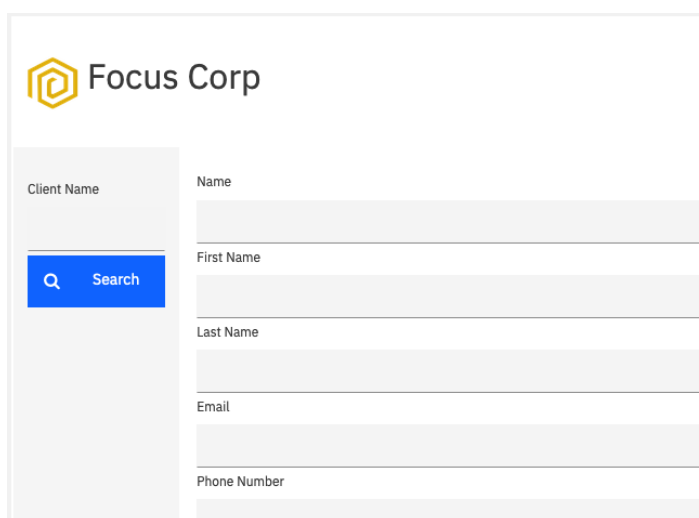 Focus Corp
Client Name
Search
Name
First Name
Last Name
Email
Phone Number